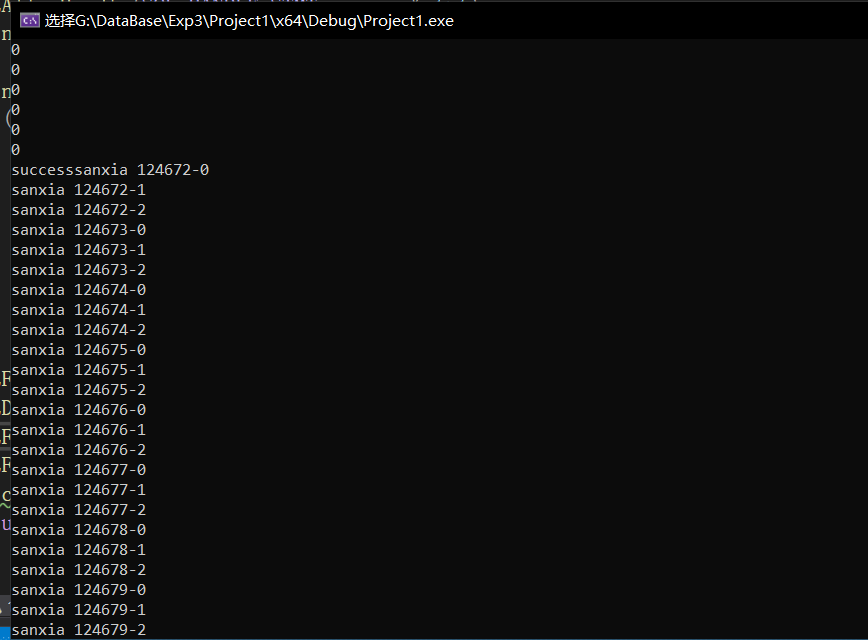 选择G:\DataBase\Exp3\Project1\x64\Debug\Project1.exe
0
0
0
0
0
0
successsanxia 124672-0
sanxia 124672-1
sanxia 124672-2
sanxia 124673-0
sanxia 124673-1
sanxia 124673-2
sanxia 124674-0
sanxia 124674-1
sanxia 124674-2
sanxia 124675-0
sanxia 124675-1
sanxia 124675-2
sanxia 124676-0
sanxia 124676-1
sanxia 124676-2
sanxia 124677-0
sanxia 124677-1
sanxia 124677-2
sanxia 124678-0
sanxia 124678-1
sanxia 124678-2
sanxia 124679-0
sanxia 124679-1
sanxia 124679-2